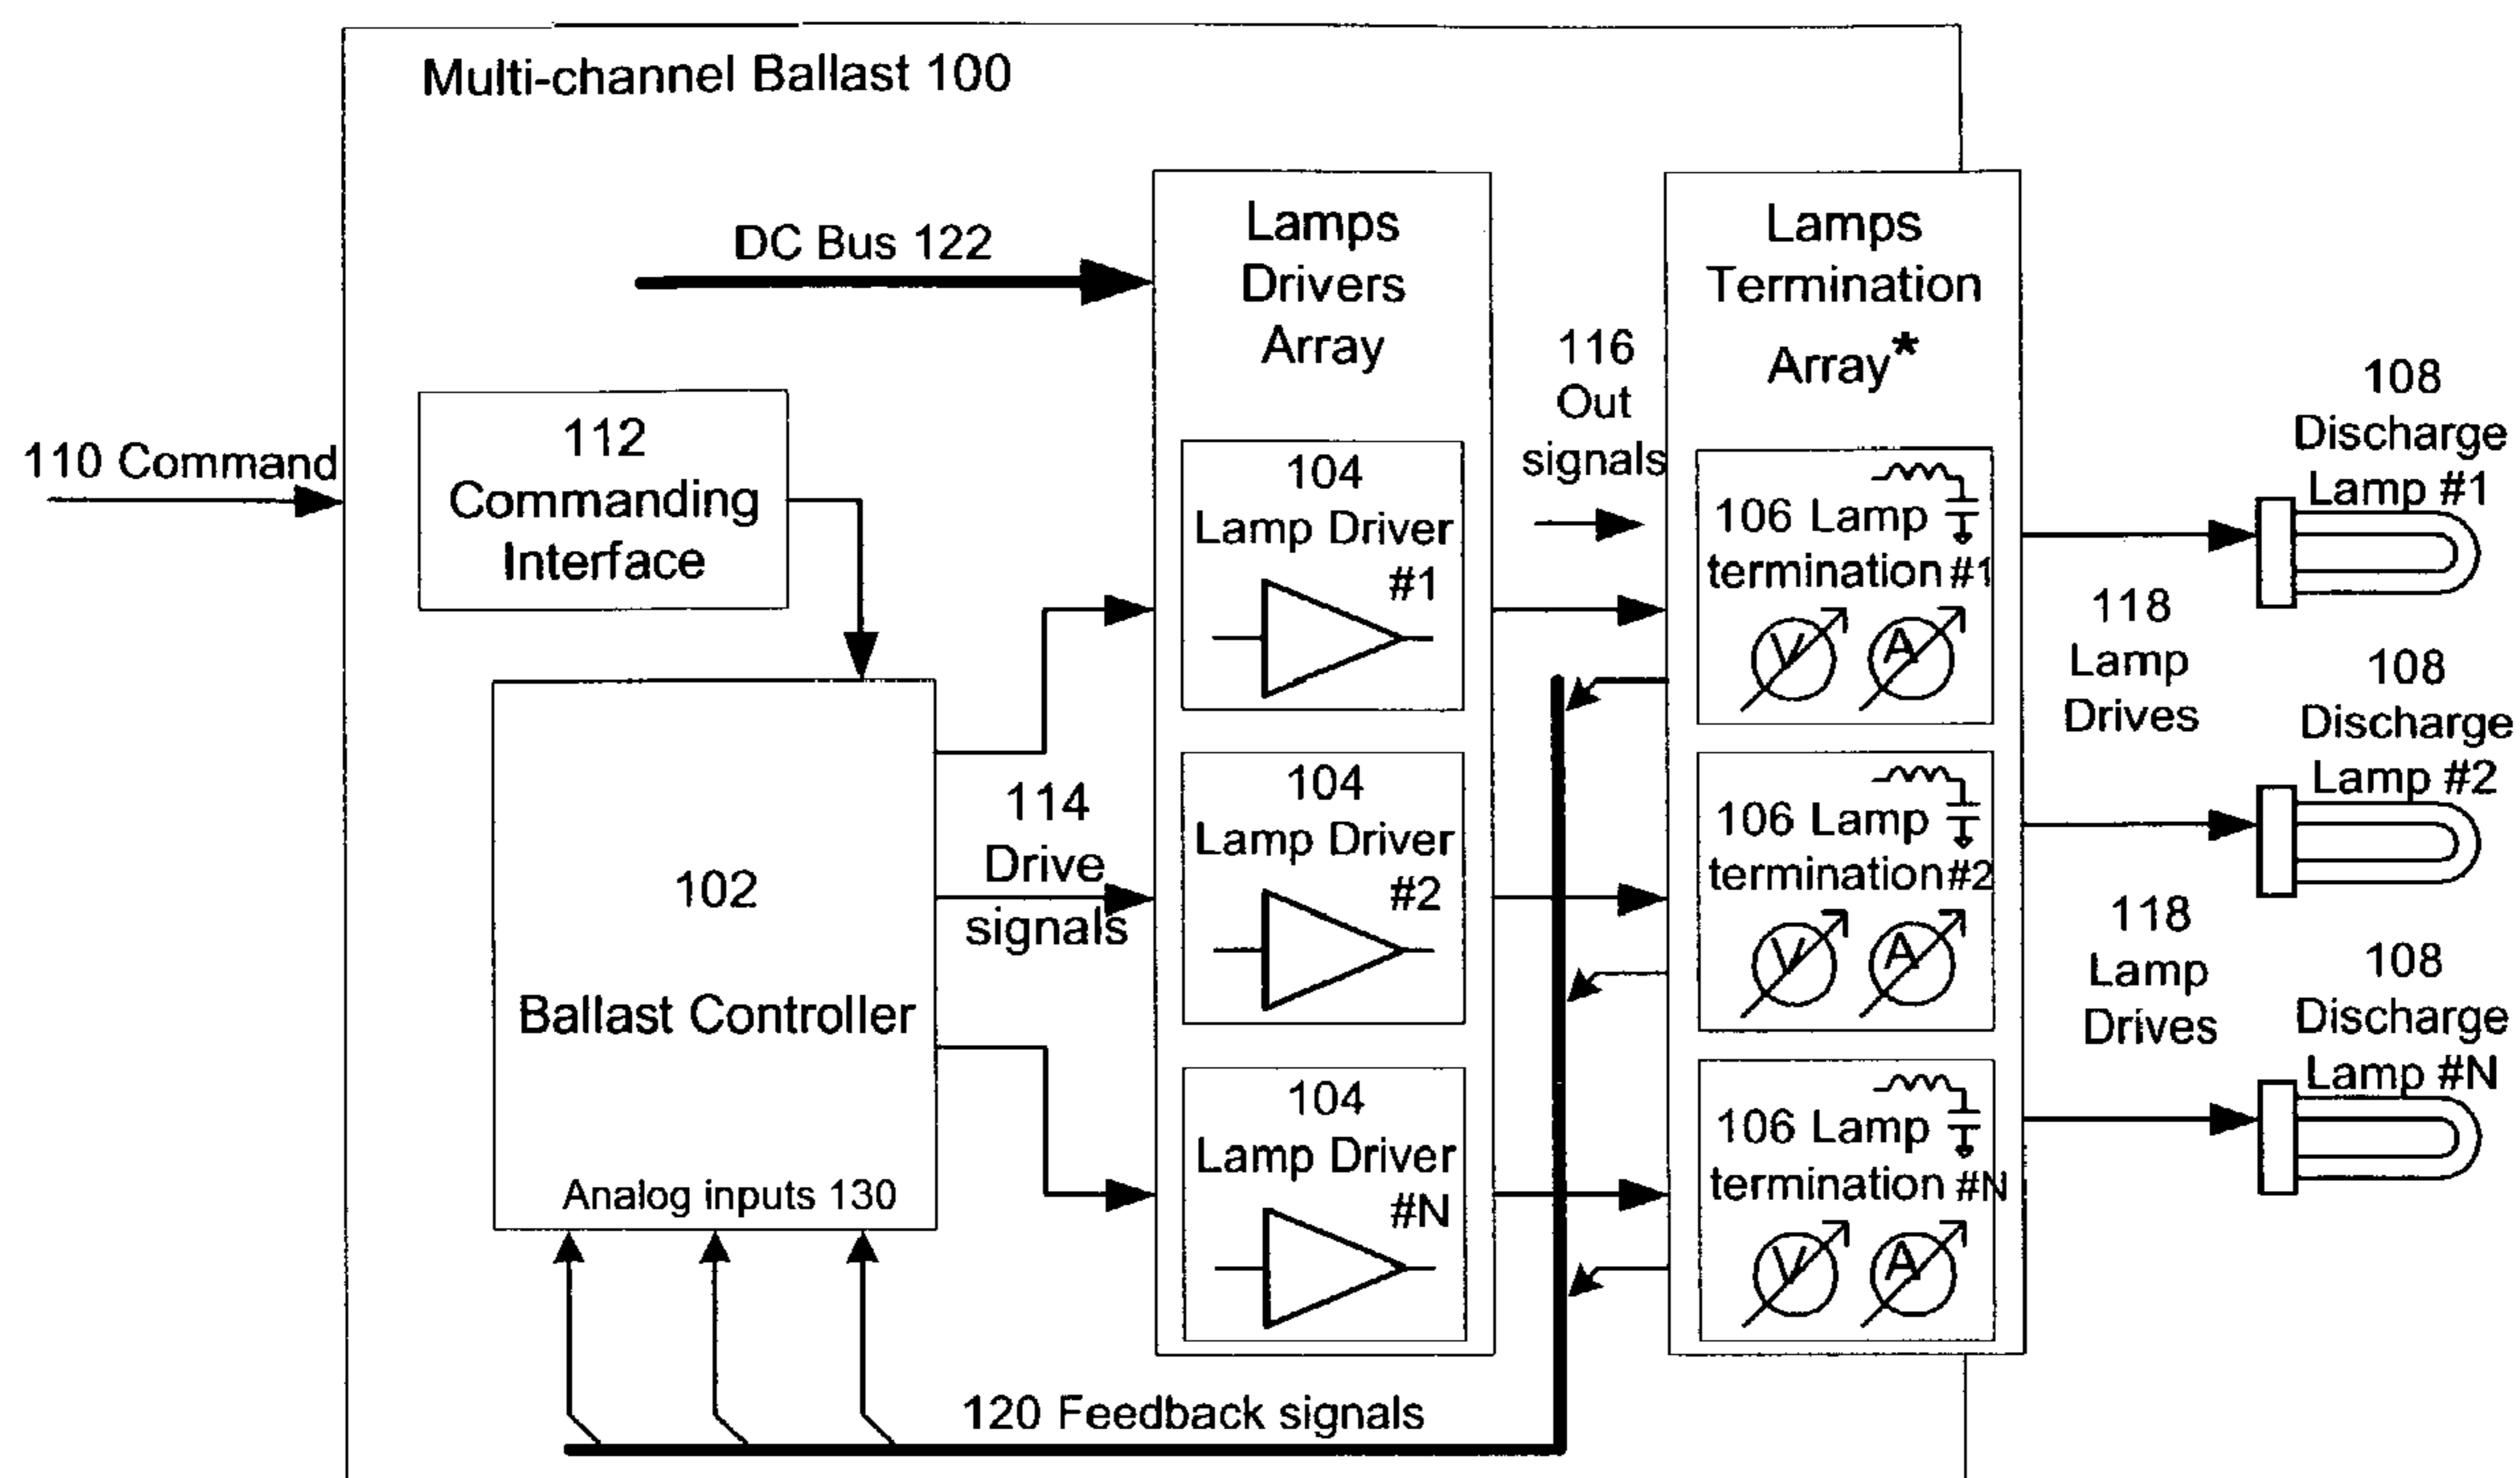 Multi-channel Ballast 100
DC Bus 122
Lamps
Drivers
Array
Lamps
Termination
Array*
116
Out
signals
110 Command
112
Commanding
Interface
104
Lamp Driver
#1
106 Lamp
termination #1
V
A
108
Discharge
Lamp #1
118
Lamp
Drives
114
Drive
signals
104
Lamp Driver
#2
106 Lamp
termination #2
V
A
108
Discharge
Lamp #2
118
Lamp
Drives
102
Ballast Controller
Analog inputs 130
104
Lamp Driver
#N
106 Lamp
termination #N
V
A
108
Discharge
Lamp #N
120 Feedback signals